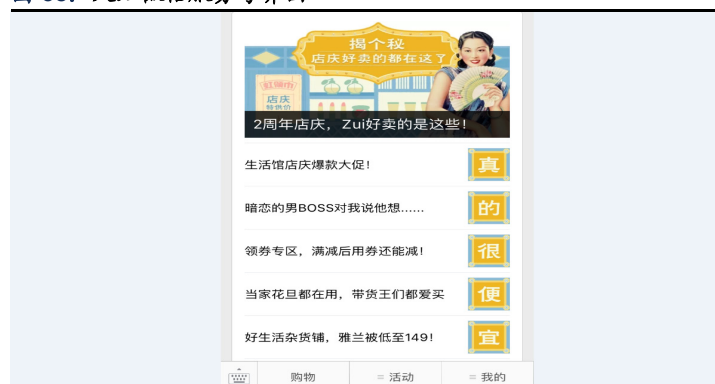 揭个秘
店庆好卖的都在这了
店庆
2周年店庆，Zui好卖的是这些！
生活馆店庆爆款大促！
真
暗恋的男BOSS对我说他想......
的
领券专区，满减后用券还能减！
很
当家花旦都在用，带货王们都爱买
便
好生活杂货铺，雅兰被低至149！
宜
购物
= 活动
= 我的